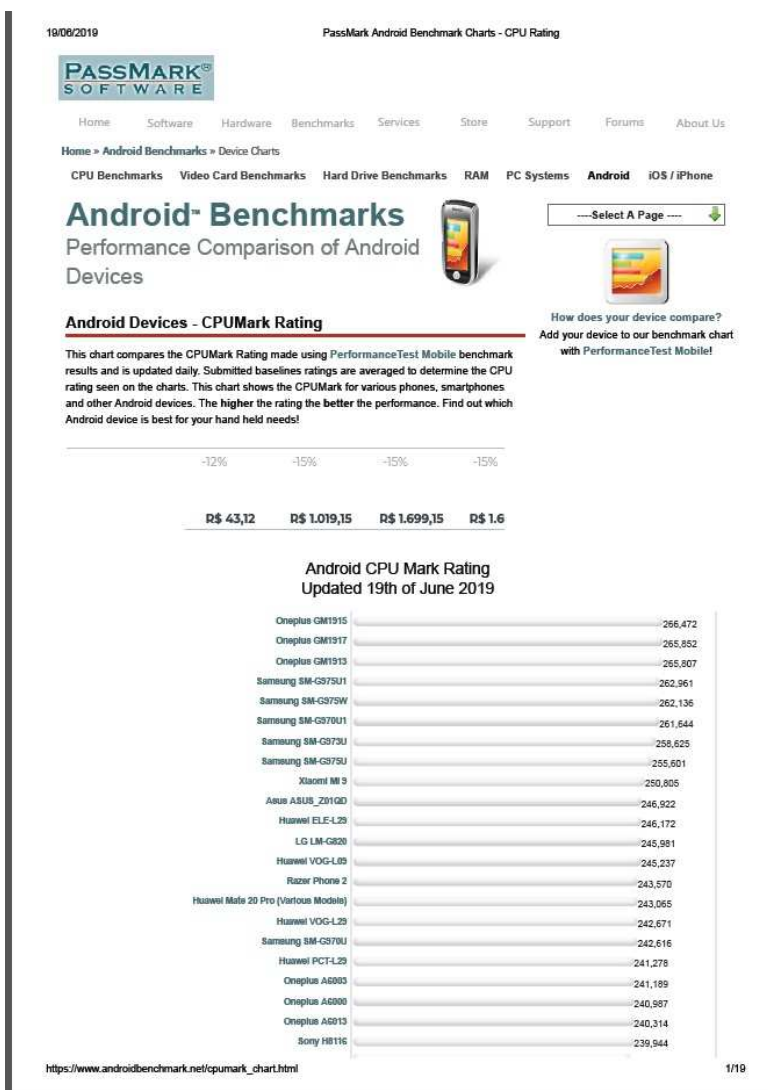 19/06/2019 PassMark Android Benchmark Charts - CPU Rating
PASSMARK®
SOFTWARE
Home Software Hardware Benchmarks Services Store Support Forums About Us
Home » Android Benchmarks » Device Charts
CPU Benchmarks Video Card Benchmarks Hard Drive Benchmarks RAM PC Systems Android iOS / iPhone
Android™ Benchmarks
Performance Comparison of Android
Devices
----Select A Page ----
How does your device compare?
Add your device to our benchmark chart
with PerformanceTest Mobile!
Android Devices - CPUMark Rating
This chart compares the CPUMark Rating made using PerformanceTest Mobile benchmark
results and is updated daily. Submitted baselines ratings are averaged to determine the CPU
rating seen on the charts. This chart shows the CPUMark for various phones, smartphones
and other Android devices. The higher the rating the better the performance. Find out which
Android device is best for your hand held needs!
-12% -15% -15% -15%
R$ 43,12 R$ 1.019,15 R$ 1.699,15 R$ 1.6
Android CPU Mark Rating
Updated 19th of June 2019
Oneplus GM1915 266,472
Oneplus GM1917 265,852
Oneplus GM1913 265,807
Samsung SM-G975U1 262,961
Samsung SM-G975W 262,136
Samsung SM-G970U1 261,644
Samsung SM-G973U 258,625
Samsung SM-G975U 255,601
Xiaomi MI 9 250,805
Asus ASUS_Z01QD 246,922
Huawei ELE-L29 246,172
LG LM-G820 245,981
Huawei VOG-L09 245,237
Razer Phone 2 243,570
Huawei Mate 20 Pro (Various Models) 243,065
Huawei VOG-L29 242,671
Samsung SM-G970U 242,616
Huawei PCT-L29 241,278
Oneplus A6003 241,189
Oneplus A6000 240,987
Oneplus A6013 240,314
Sony H8116 239,944
https://www.androidbenchmark.net/cpumark_chart.html 1/19